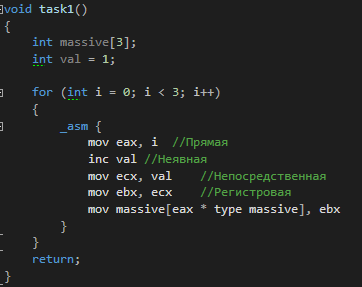 void task1()
{
int massive[3];
int val = 1;
for (int i = 0; i < 3; i++)
{
_asm {
mov eax, i //Прямая
inc val //Неявная
mov ecx, val //Непосредственная
mov ebx, ecx //Регистровая
mov massive[eax * type massive], ebx
}
}
return;
}